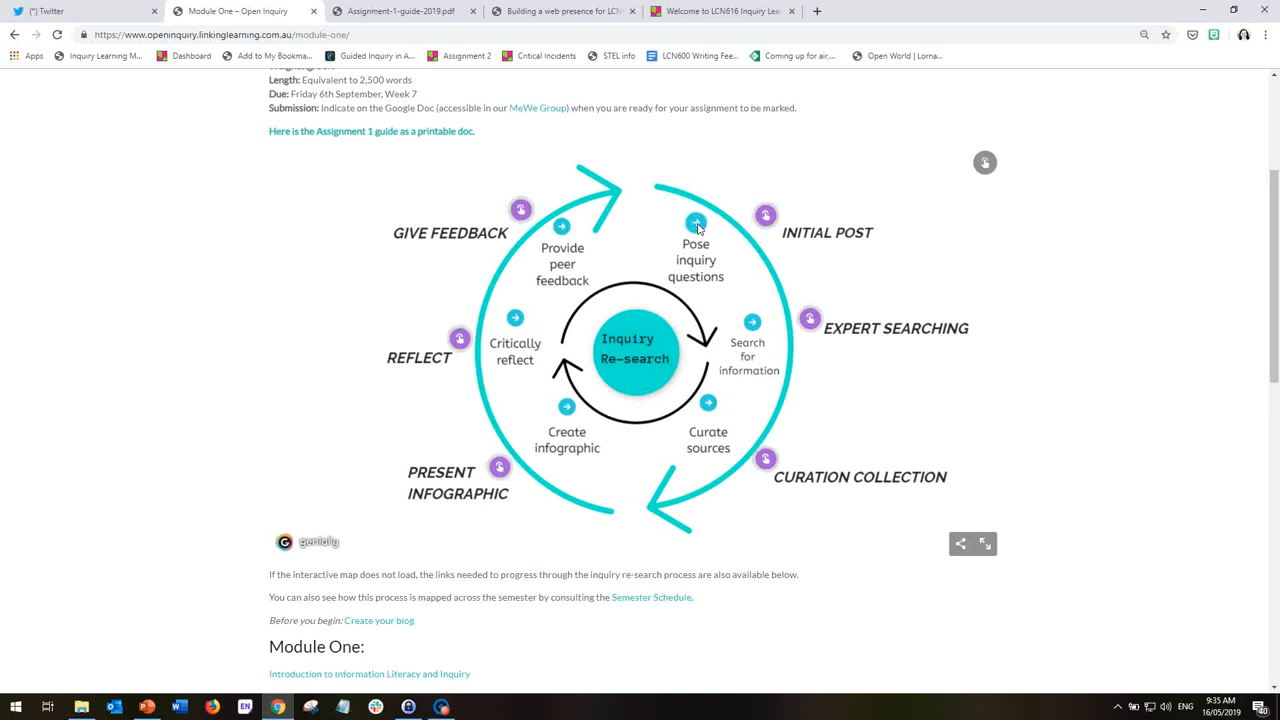 (*) Twitter
Module One – Open Inquiry
Assignment-1-guide-2019.pdf
Building a web presence for LCN
Welcome to LCN616 Inquiry Lea
https://www.openinquiry.linkinglearning.com.au/module-one/
Apps
Inquiry Learning M...
Dashboard
Add to My Bookma...
Guided Inquiry in A...
Assignment 2
Critical Incidents
STEL info
LCN600 Writing Fee...
Coming up for air,...
Open World (Lorna...
Length: Equivalent to 2,500 words
Due: Friday 6th September, Week 7
Submission: Indicate on the Google Doc (accessible in our MeWe Group) when you are ready for your assignment to be marked.
Here is the Assignment 1 guide as a printable doc.
GIVE FEEDBACK
Provide
peer
feedback
Pose
inquiry
questions
INITIAL POST
EXPERT SEARCHING
REFLECT
Critically
reflect
Inquiry
Re-search
Search
for
information
Create
infographic
Curate
sources
PRESENT
INFOGRAPHIC
CURATION COLLECTION
genially
If the interactive map does not load, the links needed to progress through the inquiry re-search process are also available below.
You can also see how this process is mapped across the semester by consulting the Semester Schedule.
Before you begin: Create your blog
Module One:
Introduction to Information Literacy and Inquiry
EN
ENG
9:35 AM
16/05/2019
40